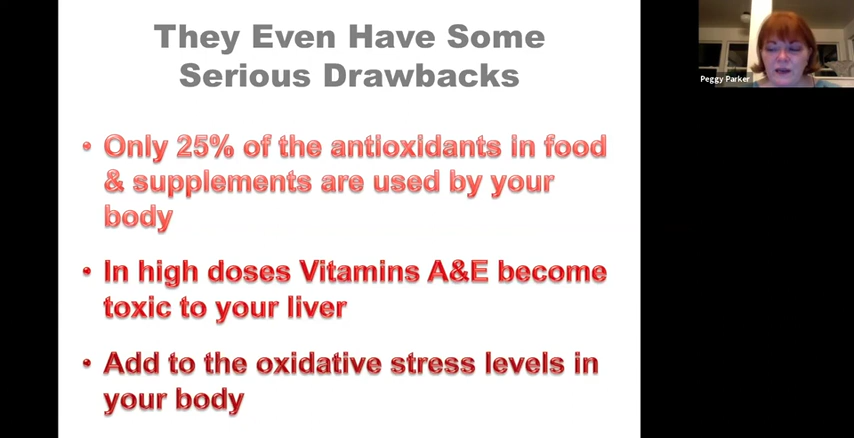 They Even Have Some
Serious Drawbacks
• Only 25% of the antioxidants in food
& supplements are used by your
body
• In high doses Vitamins A&E become
toxic to your liver
• Add to the oxidative stress levels in
your body
Peggy Parker